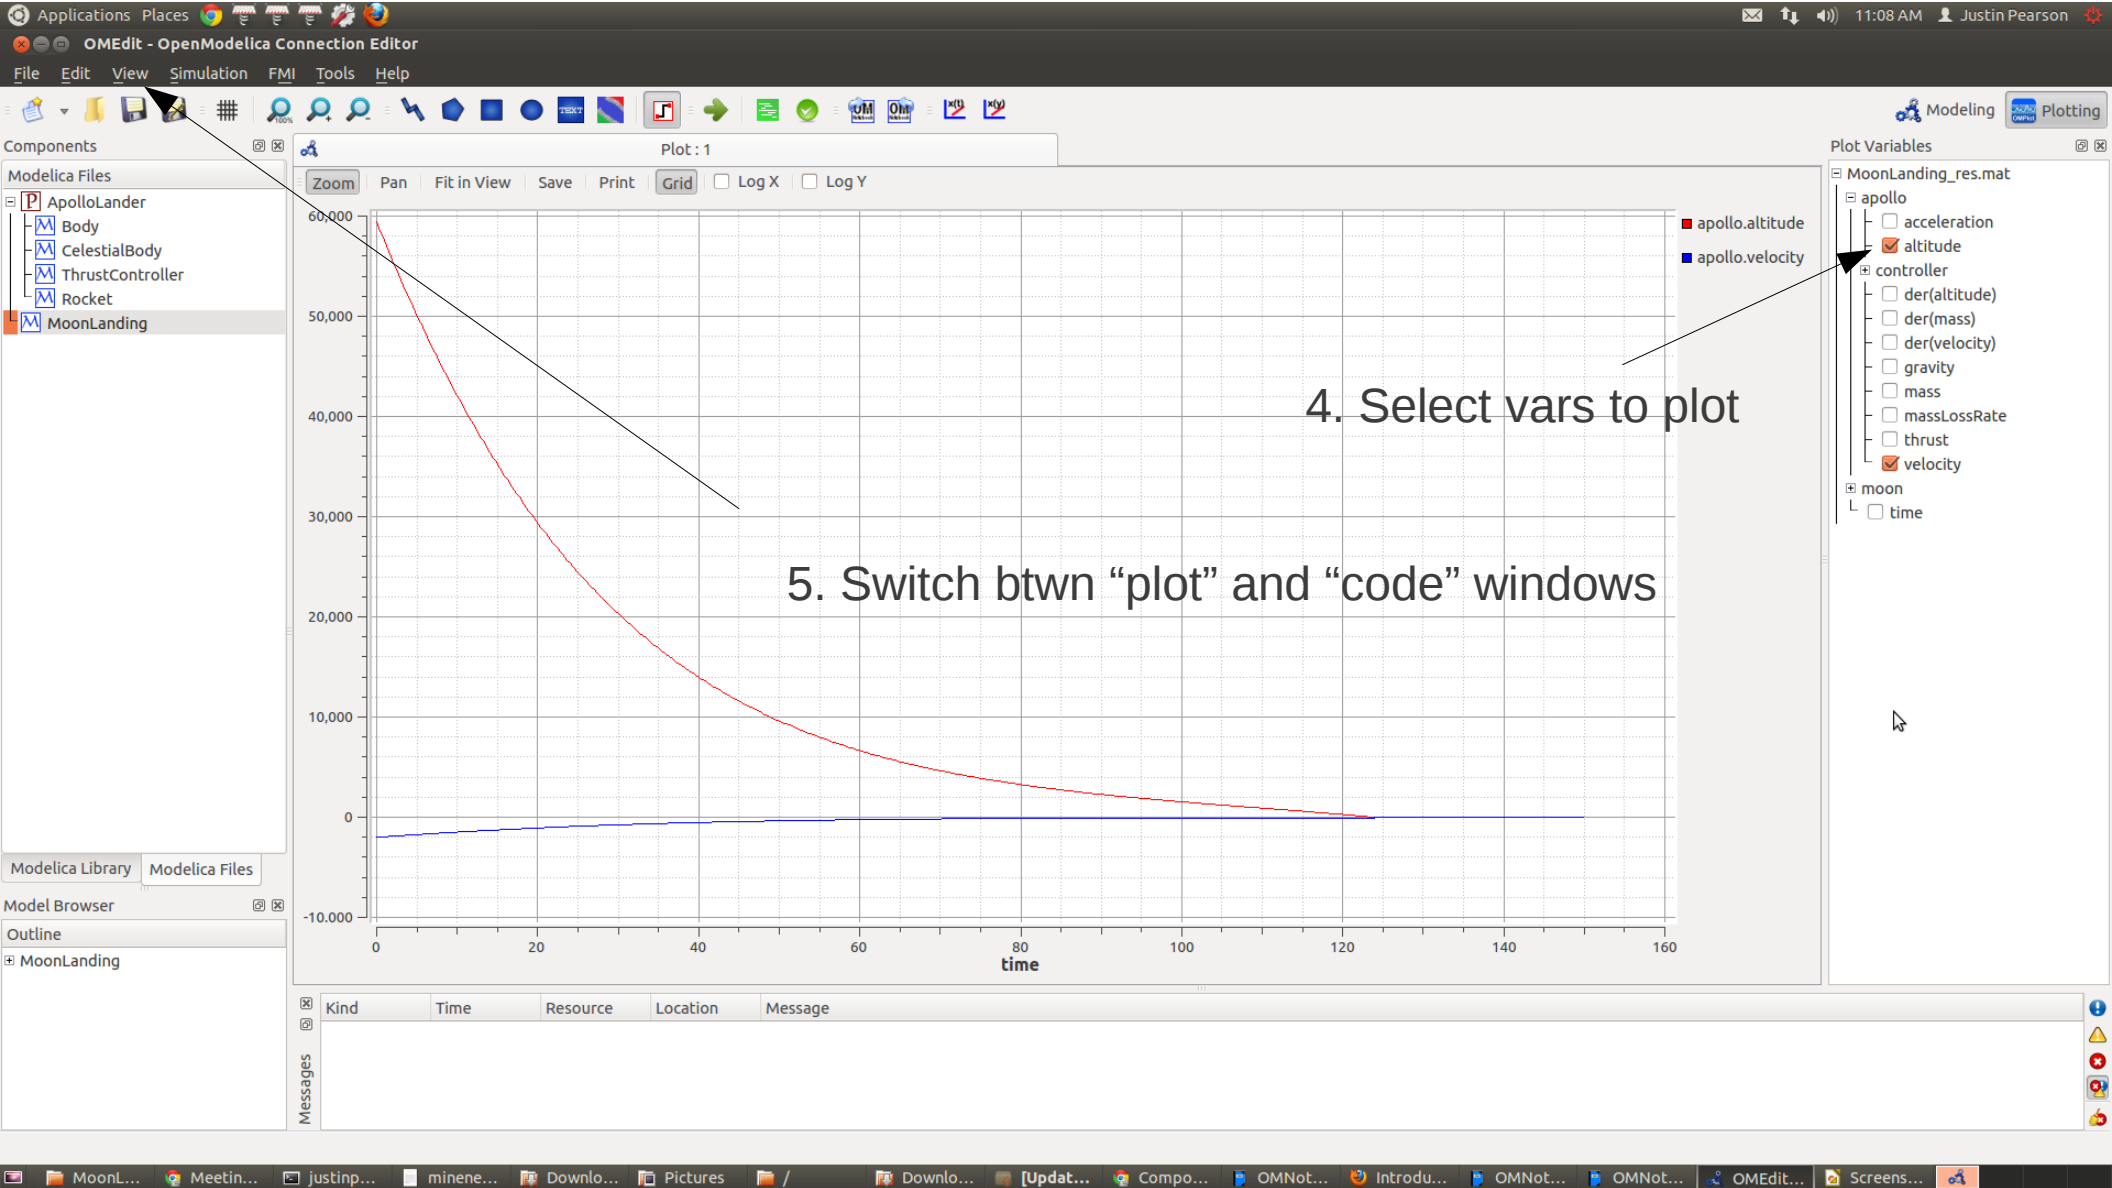 Applications Places 11:08 AM Justin Pearson
OMEdit - OpenModelica Connection Editor
File Edit View Simulation FMI Tools Help
100% TEXT OM OM x(t) x(y) Modeling OMPlot Plotting
Components
Modelica Files
P ApolloLander
M Body
M CelestialBody
M ThrustController
M Rocket
M MoonLanding
Modelica Library Modelica Files
Model Browser
Outline
MoonLanding
Plot : 1
Zoom Pan Fit in View Save Print Grid Log X Log Y
60,000
50,000
40,000
30,000
20,000
10,000
0
-10.000
0 20 40 60 80 100 120 140 160
time
apollo.altitude
apollo.velocity
4. Select vars to plot
5. Switch btwn “plot” and “code” windows
Plot Variables
MoonLanding_res.mat
apollo
acceleration
altitude
controller
der(altitude)
der(mass)
der(velocity)
gravity
mass
massLossRate
thrust
velocity
moon
time
Messages
Kind Time Resource Location Message
MoonL... Meetin... justinp... minene... Downlo... Pictures / Downlo... [Updat... Compo... OMNot... Introdu... OMNot... OMNot... OMEdit... Screens...